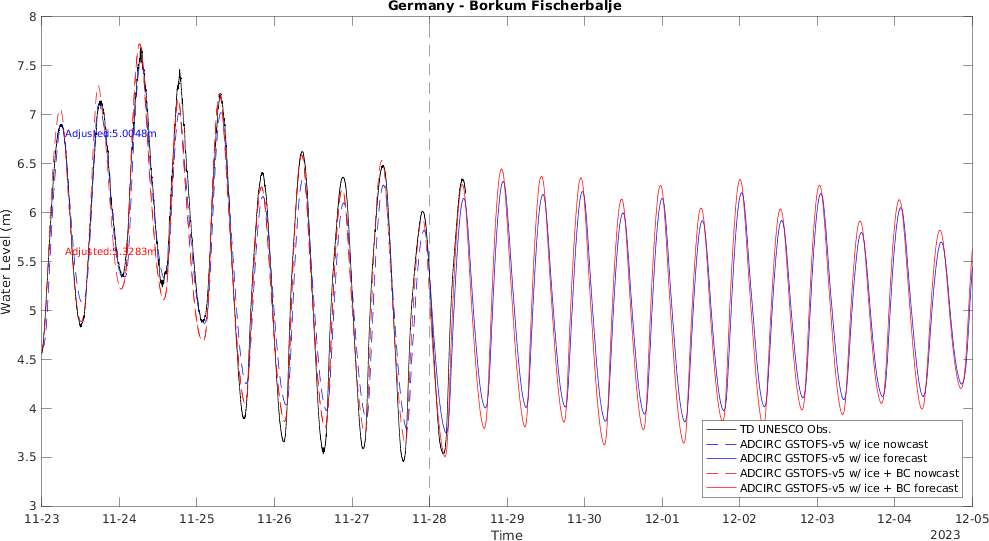 Germany - Borkum Fischerbalje
8
7.5
7
6.5
6
5.5
5
4.5
4
3.5
3
Water Level (m)
Adjusted:5.0048m
Adjusted:5.3283m
TD UNESCO Obs.
ADCIRC GSTOFS-v5 w/ ice nowcast
ADCIRC GSTOFS-v5 w/ ice forecast
ADCIRC GSTOFS-v5 w/ ice + BC nowcast
ADCIRC GSTOFS-v5 w/ ice + BC forecast
11-23 11-24 11-25 11-26 11-27 11-28 11-29 11-30 12-01 12-02 12-03 12-04 12-05
Time
2023